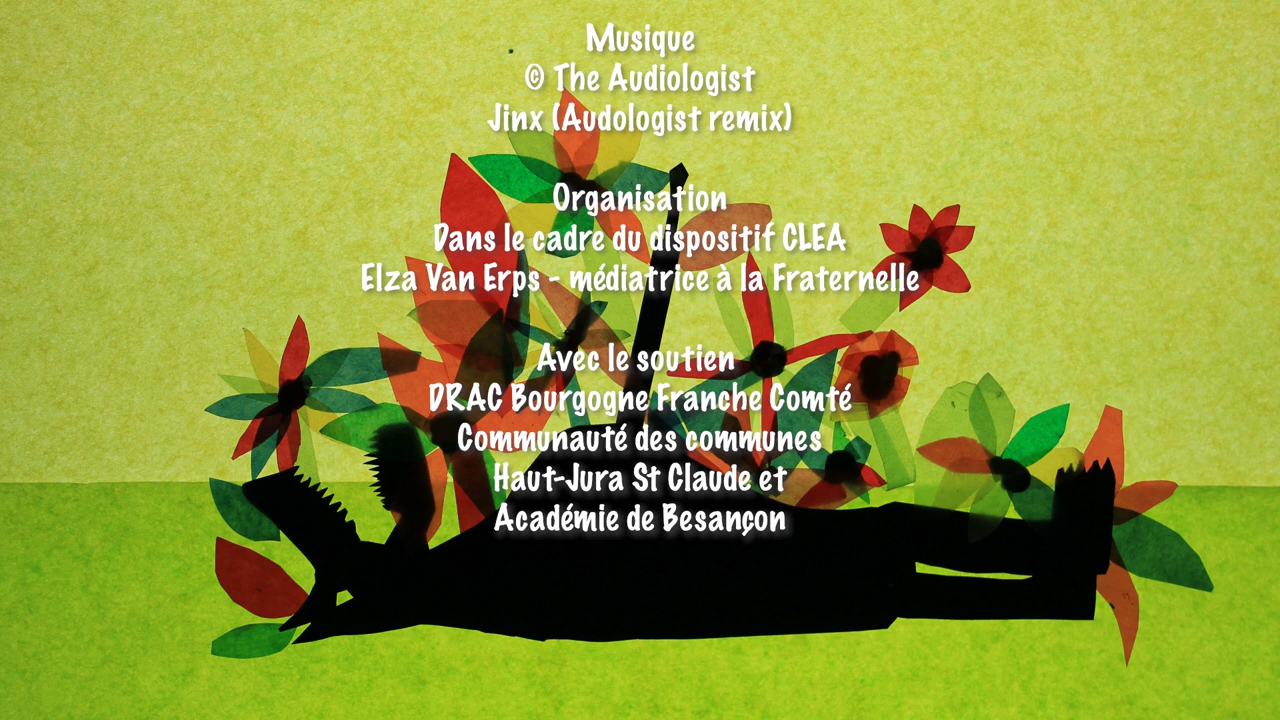 Musique
© The Audiologist
Jinx (Audologist remix)
Organisation
Dans le cadre du dispositif CLEA
Elza Van Erps - médiatrice à la Fraternelle
Avec le soutien
DRAC Bourgogne Franche Comté
Communauté des communes
Haut-Jura St Claude et
Académie de Besançon